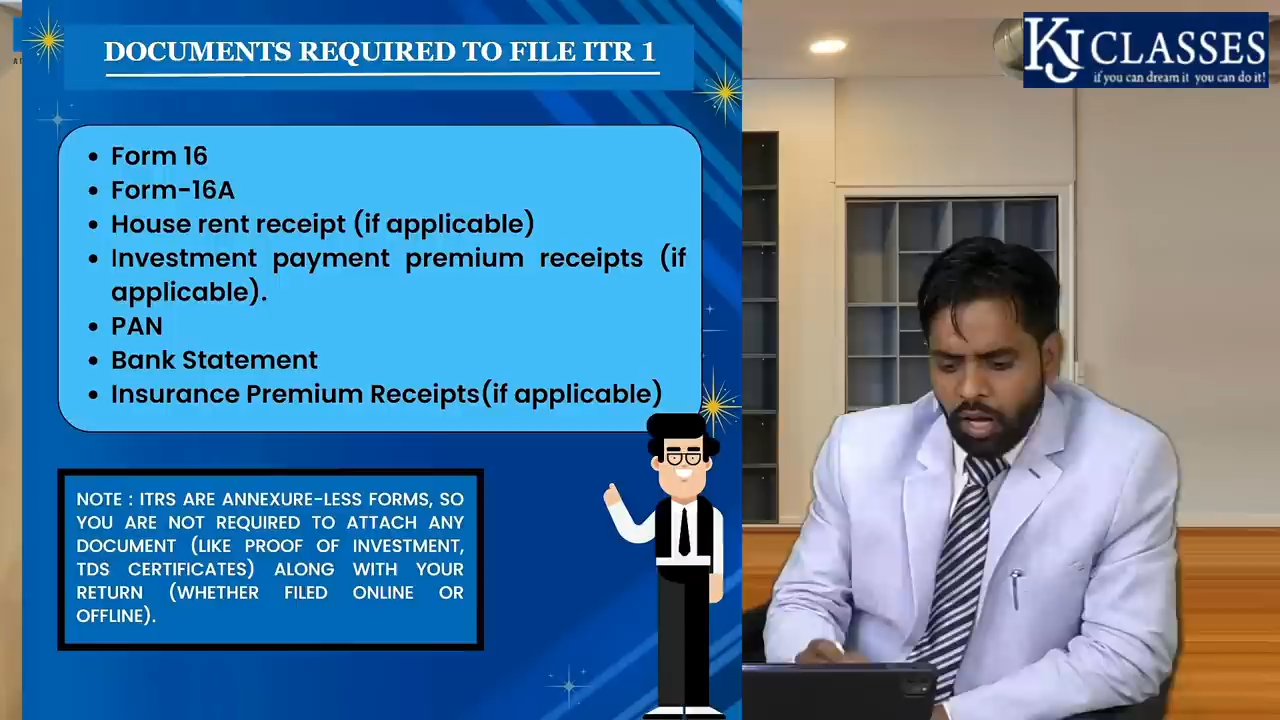 DOCUMENTS REQUIRED TO FILE ITR 1
KJ CLASSES
if you can dream it you can do it!
• Form 16
• Form-16A
• House rent receipt (if applicable)
• Investment payment premium receipts (if
applicable).
• PAN
• Bank Statement
• Insurance Premium Receipts(if applicable)
NOTE : ITRS ARE ANNEXURE-LESS FORMS, SO
YOU ARE NOT REQUIRED TO ATTACH ANY
DOCUMENT (LIKE PROOF OF INVESTMENT,
TDS CERTIFICATES) ALONG WITH YOUR
RETURN (WHETHER FILED ONLINE OR
OFFLINE).